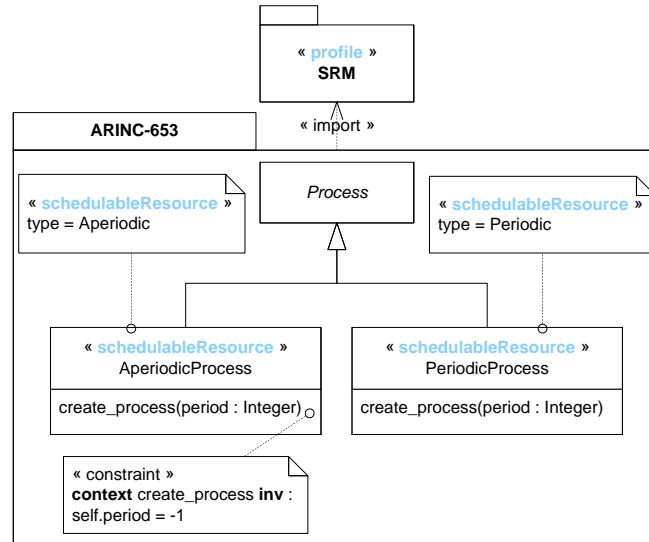 « profile »
SRM
ARINC-653
« import »
« schedulableResource »
type = Aperiodic
Process
« schedulableResource »
type = Periodic
« schedulableResource »
AperiodicProcess
create_process(period : Integer)
« schedulableResource »
PeriodicProcess
create_process(period : Integer)
« constraint »
context create_process inv :
self.period = -1